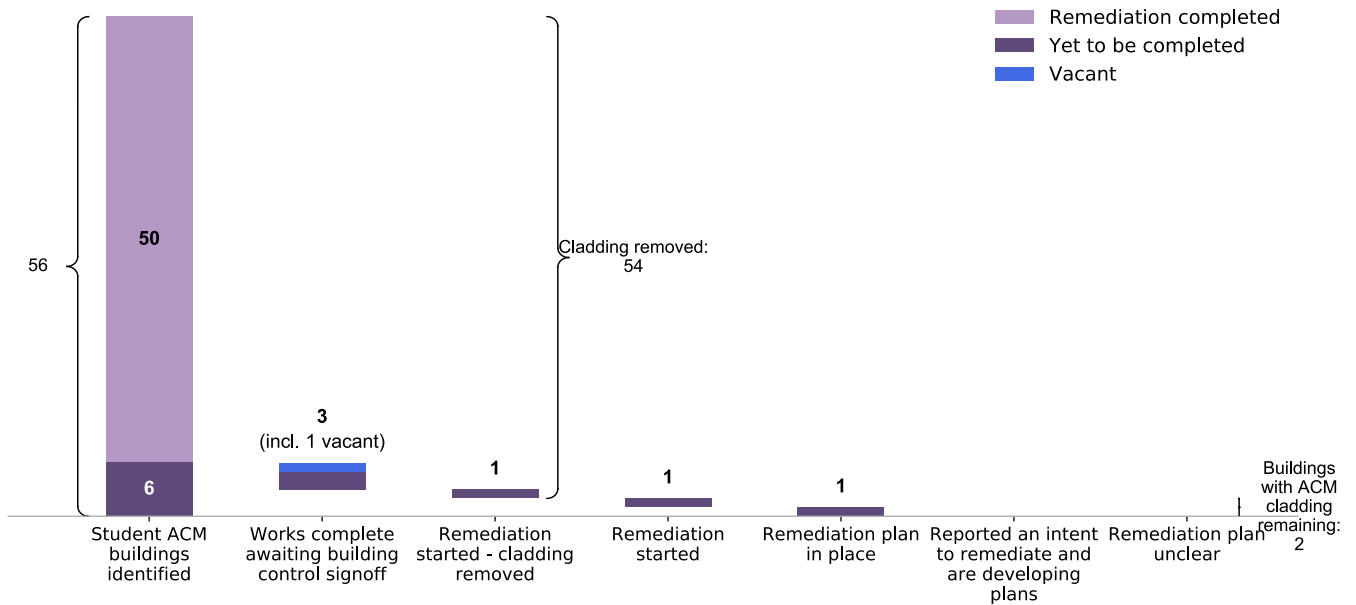 Remediation completed
Yet to be completed
Vacant
50
56
Cladding removed:
54
3
(incl. 1 vacant)
1
1
1
6
Buildings
with ACM
cladding
remaining:
2
Student ACM
buildings
identified
Works complete
awaiting building
control signoff
Remediation
started - cladding
removed
Remediation
started
Remediation plan
in place
Reported an intent
to remediate and
are developing
plans
Remediation plan
unclear